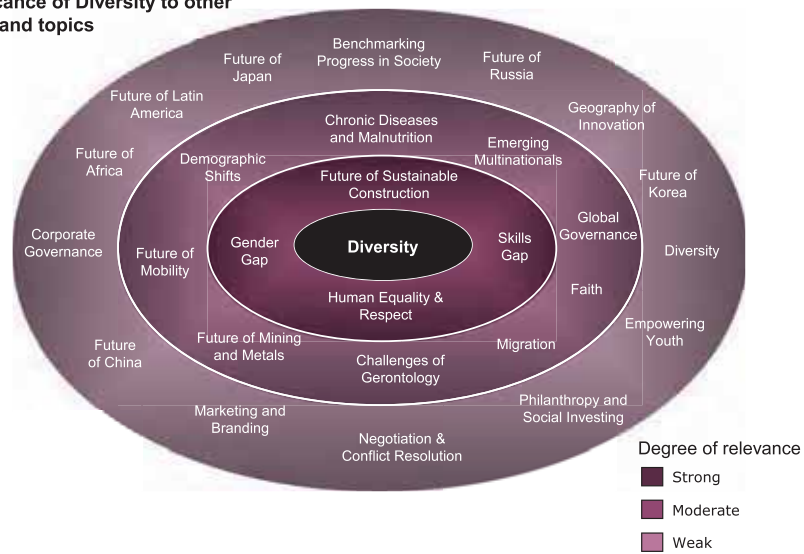 cance of Diversity to other
and topics
Benchmarking
Progress in Society
Future of
Japan
Future of
Russia
Future of Latin
America
Geography of
Innovation
Chronic Diseases
and Malnutrition
Emerging
Multinationals
Future of
Africa
Demographic
Shifts
Future of Sustainable
Construction
Future of
Korea
Corporate
Governance
Future of
Mobility
Gender
Gap
Diversity
Skills
Gap
Global
Governance
Diversity
Faith
Human Equality &
Respect
Empowering
Youth
Future
of China
Future of Mining
and Metals
Migration
Challenges of
Gerontology
Marketing and
Branding
Philanthropy and
Social Investing
Negotiation &
Conflict Resolution
Degree of relevance
Strong
Moderate
Weak